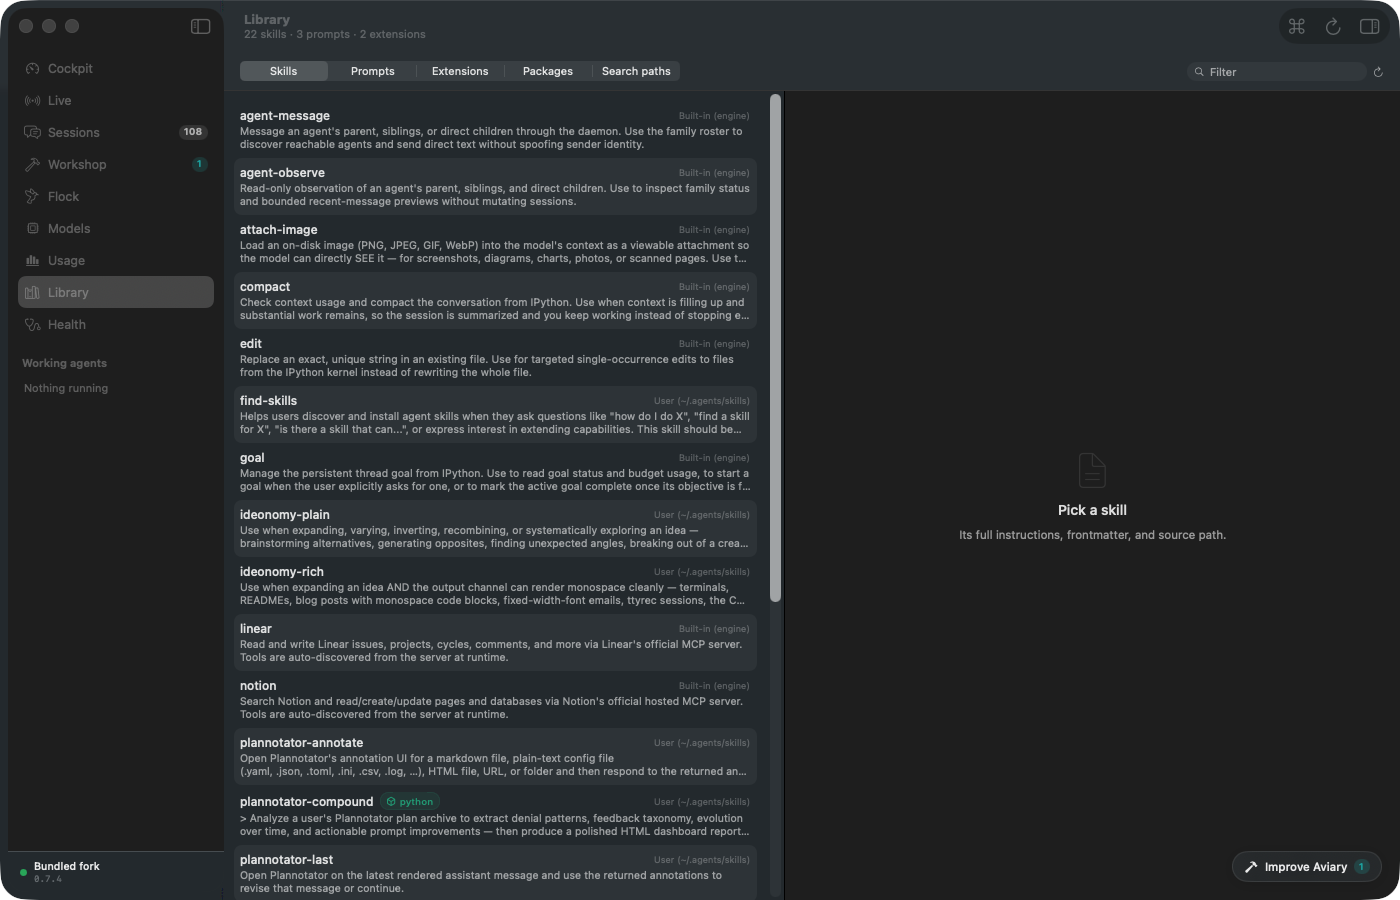 Library
22 skills · 3 prompts · 2 extensions
Cockpit
Live
Sessions 108
Workshop 1
Flock
Models
Usage
Library
Health
Working agents
Nothing running
Bundled fork
0.7.4
Skills Prompts Extensions Packages Search paths
Filter
agent-message Built-in (engine)
Message an agent's parent, siblings, or direct children through the daemon. Use the family roster to
discover reachable agents and send direct text without spoofing sender identity.
agent-observe Built-in (engine)
Read-only observation of an agent's parent, siblings, and direct children. Use to inspect family status
and bounded recent-message previews without mutating sessions.
attach-image Built-in (engine)
Load an on-disk image (PNG, JPEG, GIF, WebP) into the model's context as a viewable attachment so
the model can directly SEE it — for screenshots, diagrams, charts, photos, or scanned pages. Use t...
compact Built-in (engine)
Check context usage and compact the conversation from IPython. Use when context is filling up and
substantial work remains, so the session is summarized and you keep working instead of stopping e...
edit Built-in (engine)
Replace an exact, unique string in an existing file. Use for targeted single-occurrence edits to files
from the IPython kernel instead of rewriting the whole file.
find-skills User (~/.agents/skills)
Helps users discover and install agent skills when they ask questions like "how do I do X", "find a skill
for X", "is there a skill that can...", or express interest in extending capabilities. This skill should be...
goal Built-in (engine)
Manage the persistent thread goal from IPython. Use to read goal status and budget usage, to start a
goal when the user explicitly asks for one, or to mark the active goal complete once its objective is f...
ideonomy-plain User (~/.agents/skills)
Use when expanding, varying, inverting, recombining, or systematically exploring an idea —
brainstorming alternatives, generating opposites, finding unexpected angles, breaking out of a crea...
ideonomy-rich User (~/.agents/skills)
Use when expanding an idea AND the output channel can render monospace cleanly — terminals,
READMEs, blog posts with monospace code blocks, fixed-width-font emails, ttyrec sessions, the C...
linear Built-in (engine)
Read and write Linear issues, projects, cycles, comments, and more via Linear's official MCP server.
Tools are auto-discovered from the server at runtime.
notion Built-in (engine)
Search Notion and read/create/update pages and databases via Notion's official hosted MCP server.
Tools are auto-discovered from the server at runtime.
plannotator-annotate User (~/.agents/skills)
Open Plannotator's annotation UI for a markdown file, plain-text config file
(.yaml, .json, .toml, .ini, .csv, .log, ...), HTML file, URL, or folder and then respond to the returned an...
plannotator-compound python User (~/.agents/skills)
> Analyze a user's Plannotator plan archive to extract denial patterns, feedback taxonomy, evolution
over time, and actionable prompt improvements — then produce a polished HTML dashboard report...
plannotator-last User (~/.agents/skills)
Open Plannotator on the latest rendered assistant message and use the returned annotations to
revise that message or continue.
Pick a skill
Its full instructions, frontmatter, and source path.
Improve Aviary 1